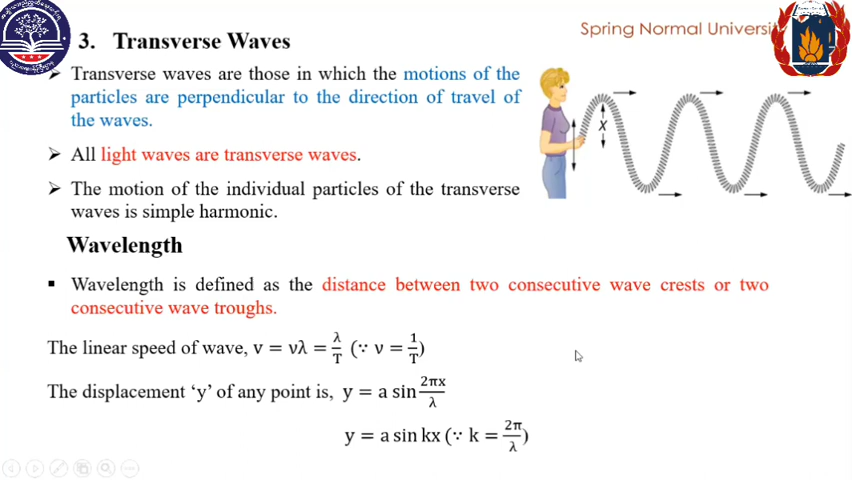 Spring Normal Universi
3. Transverse Waves
➤ Transverse waves are those in which the motions of the
particles are perpendicular to the direction of travel of
the waves.
➤ All light waves are transverse waves.
➤ The motion of the individual particles of the transverse
waves is simple harmonic.
X
Wavelength
▪ Wavelength is defined as the distance between two consecutive wave crests or two
consecutive wave troughs.
The linear speed of wave, v = νλ = λ/T (∵ ν = 1/T)
The displacement ‘y’ of any point is, y = a sin 2πx/λ
y = a sin kx (∵ k = 2π/λ)